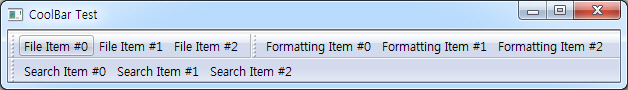 CoolBar Test
File Item #0 File Item #1 File Item #2 Formatting Item #0 Formatting Item #1 Formatting Item #2
Search Item #0 Search Item #1 Search Item #2